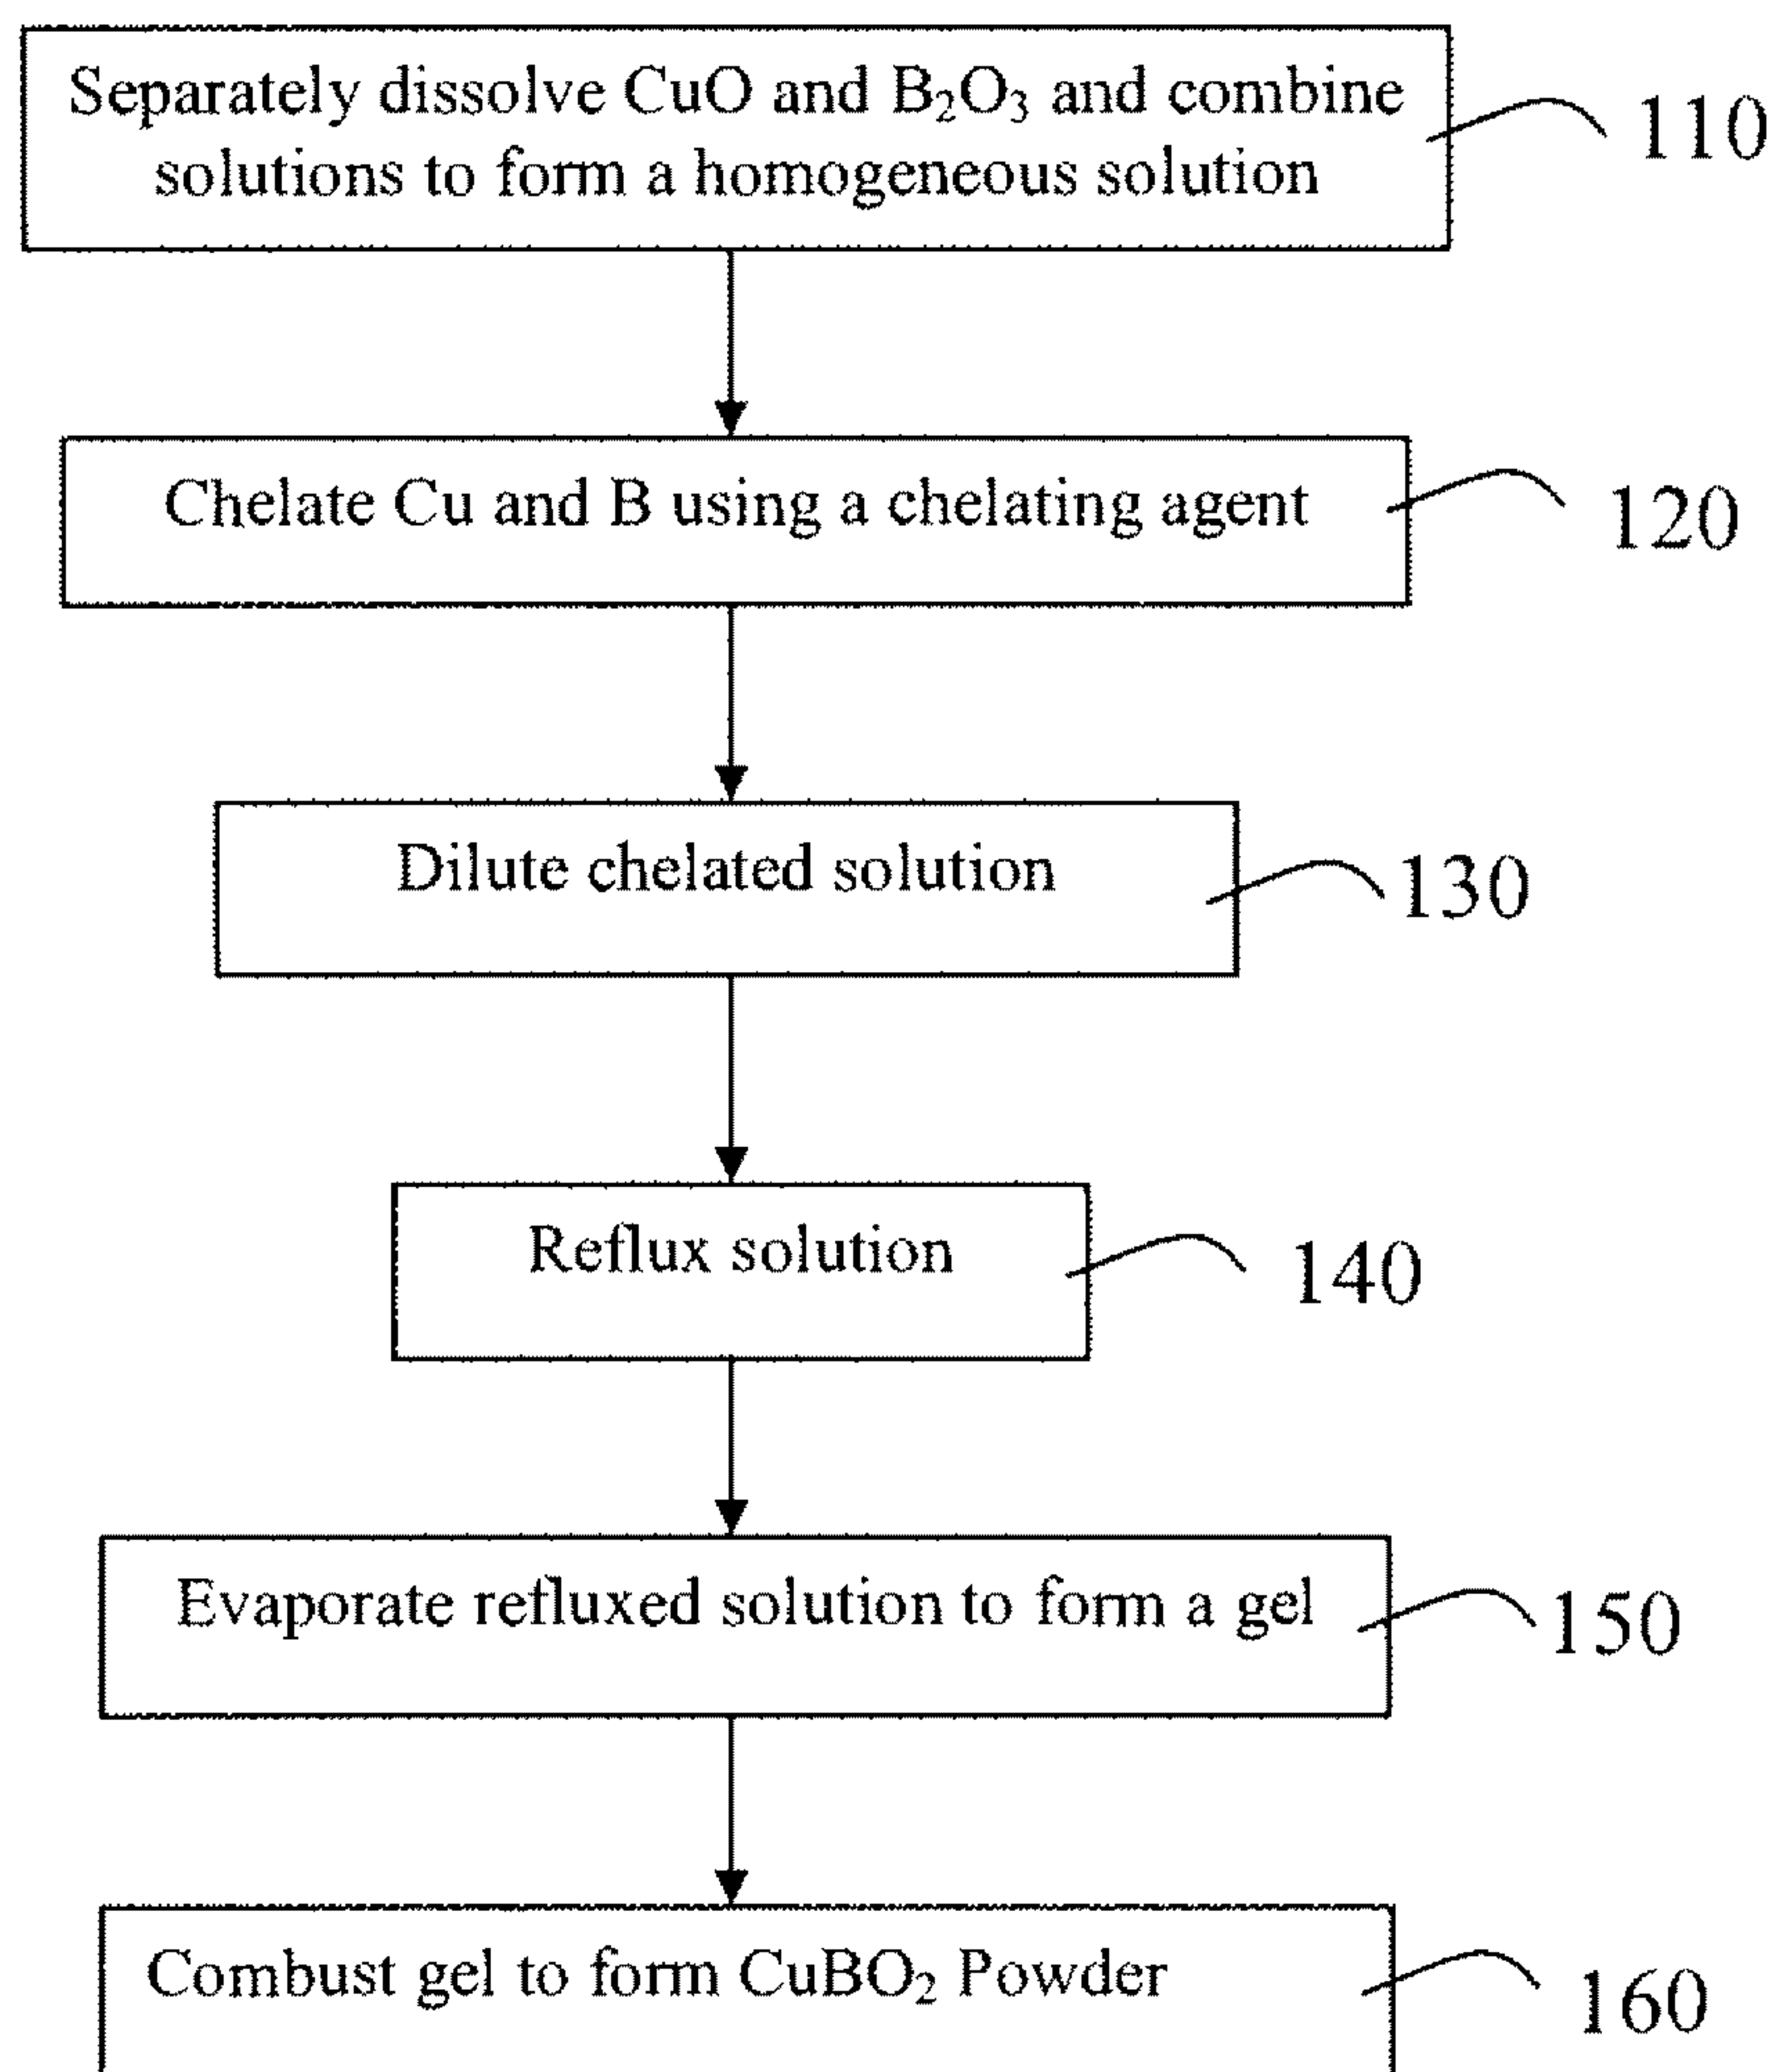 Separately dissolve CuO and B₂O₃ and combine
solutions to form a homogeneous solution
110
Chelate Cu and B using a chelating agent
120
Dilute chelated solution
130
Reflux solution
140
Evaporate refluxed solution to form a gel
150
Combust gel to form CuBO₂ Powder
160